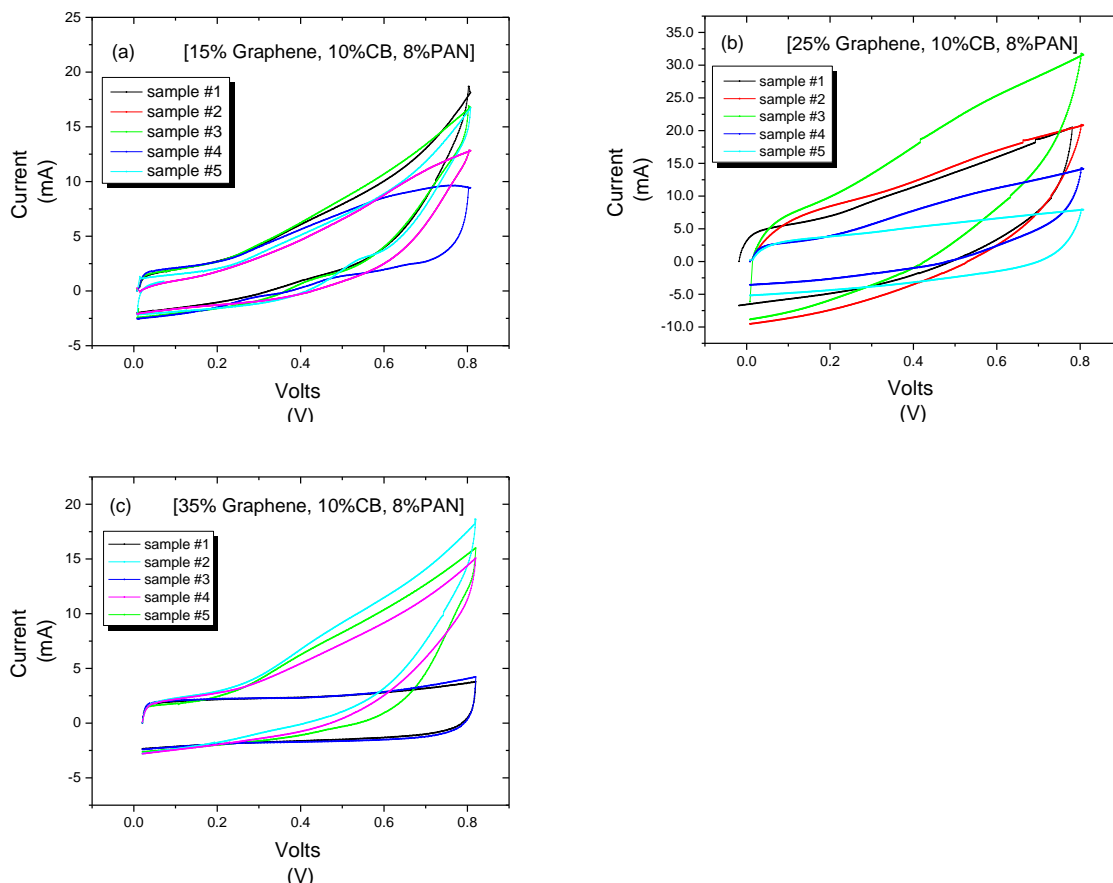 (a) [15% Graphene, 10%CB, 8%PAN]
sample #1
sample #2
sample #3
sample #4
sample #5
25
20
15
10
5
0
-5
Current
(mA)
0.0 0.2 0.4 0.6 0.8
Volts
(V)
(b) [25% Graphene, 10%CB, 8%PAN]
sample #1
sample #2
sample #3
sample #4
sample #5
35.0
30.0
25.0
20.0
15.0
10.0
5.0
0.0
-5.0
-10.0
Current
(mA)
0.0 0.2 0.4 0.6 0.8
Volts
(V)
(c) [35% Graphene, 10%CB, 8%PAN]
sample #1
sample #2
sample #3
sample #4
sample #5
20
15
10
5
0
-5
Current
(mA)
0.0 0.2 0.4 0.6 0.8
Volts
(V)